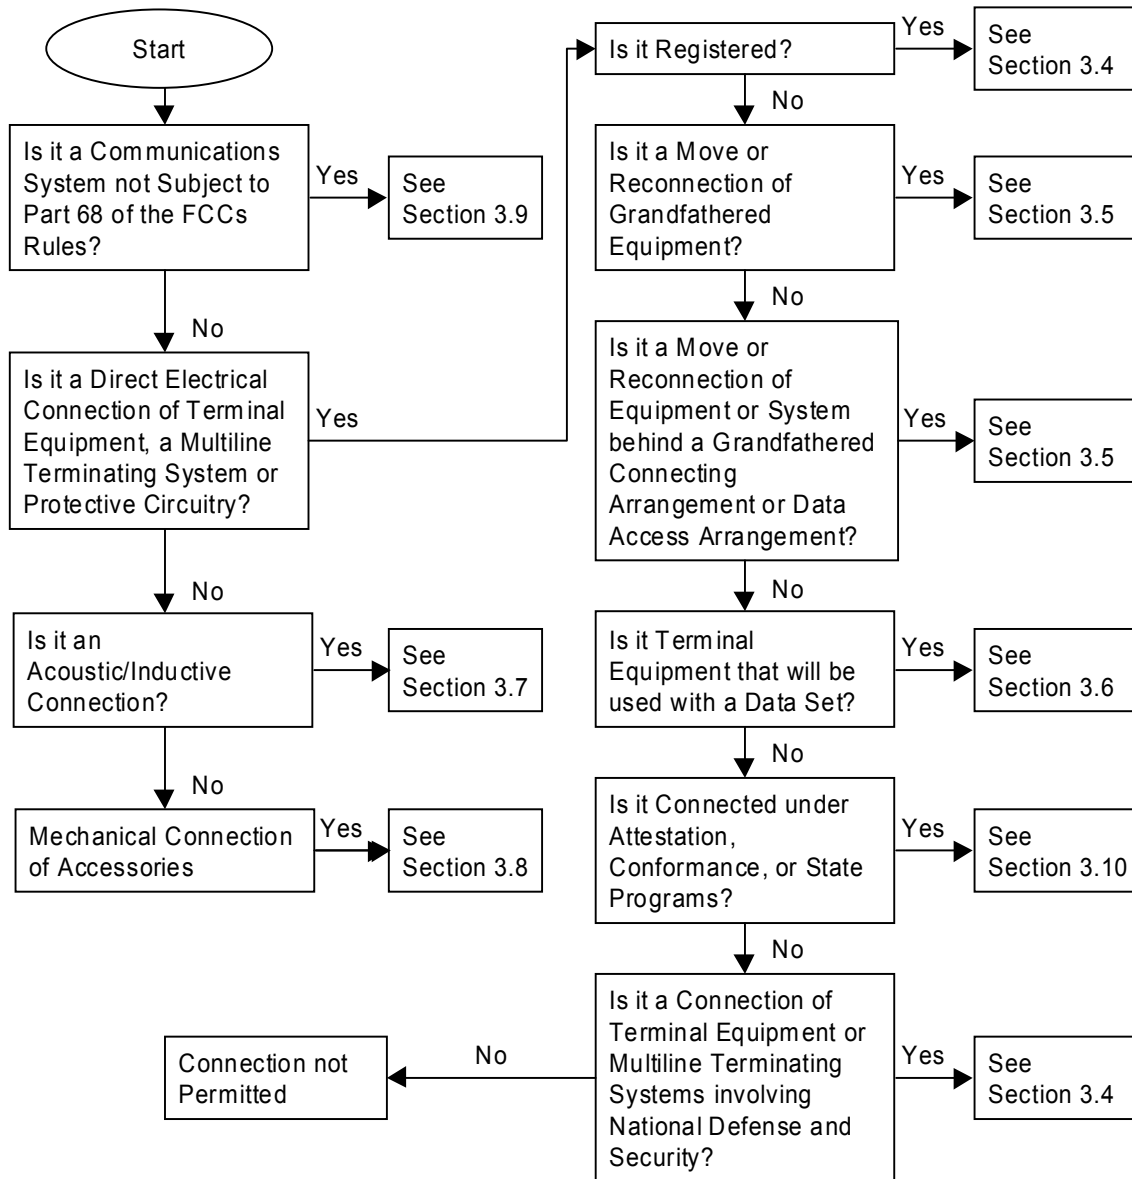 Start
Is it a Communications
System not Subject to
Part 68 of the FCCs
Rules?
Yes
See
Section 3.9
No
Is it a Direct Electrical
Connection of Terminal
Equipment, a Multiline
Terminating System or
Protective Circuitry?
Yes
No
Is it an
Acoustic/Inductive
Connection?
Yes
See
Section 3.7
No
Mechanical Connection
of Accessories
Yes
See
Section 3.8
Is it Registered?
Yes
See
Section 3.4
No
Is it a Move or
Reconnection of
Grandfathered
Equipment?
Yes
See
Section 3.5
No
Is it a Move or
Reconnection of
Equipment or System
behind a Grandfathered
Connecting
Arrangement or Data
Access Arrangement?
Yes
See
Section 3.5
No
Is it Terminal
Equipment that will be
used with a Data Set?
Yes
See
Section 3.6
No
Is it Connected under
Attestation,
Conformance, or State
Programs?
Yes
See
Section 3.10
No
Is it a Connection of
Terminal Equipment or
Multiline Terminating
Systems involving
National Defense and
Security?
Yes
See
Section 3.4
No
Connection not
Permitted